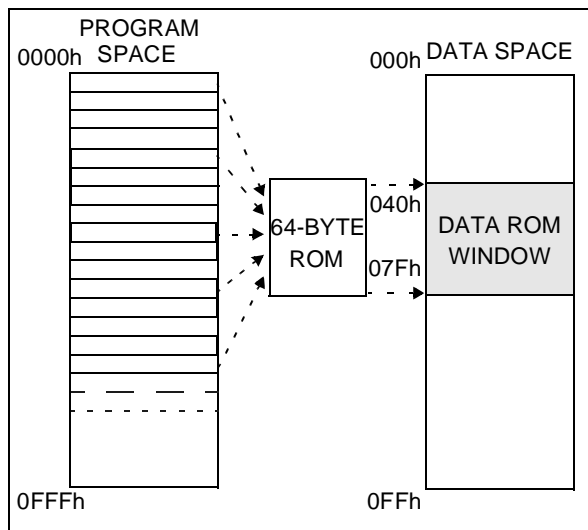 PROGRAM
SPACE
0000h
000h
DATA SPACE
64-BYTE
ROM
040h
07Fh
DATA ROM
WINDOW
0FFFh
0FFh